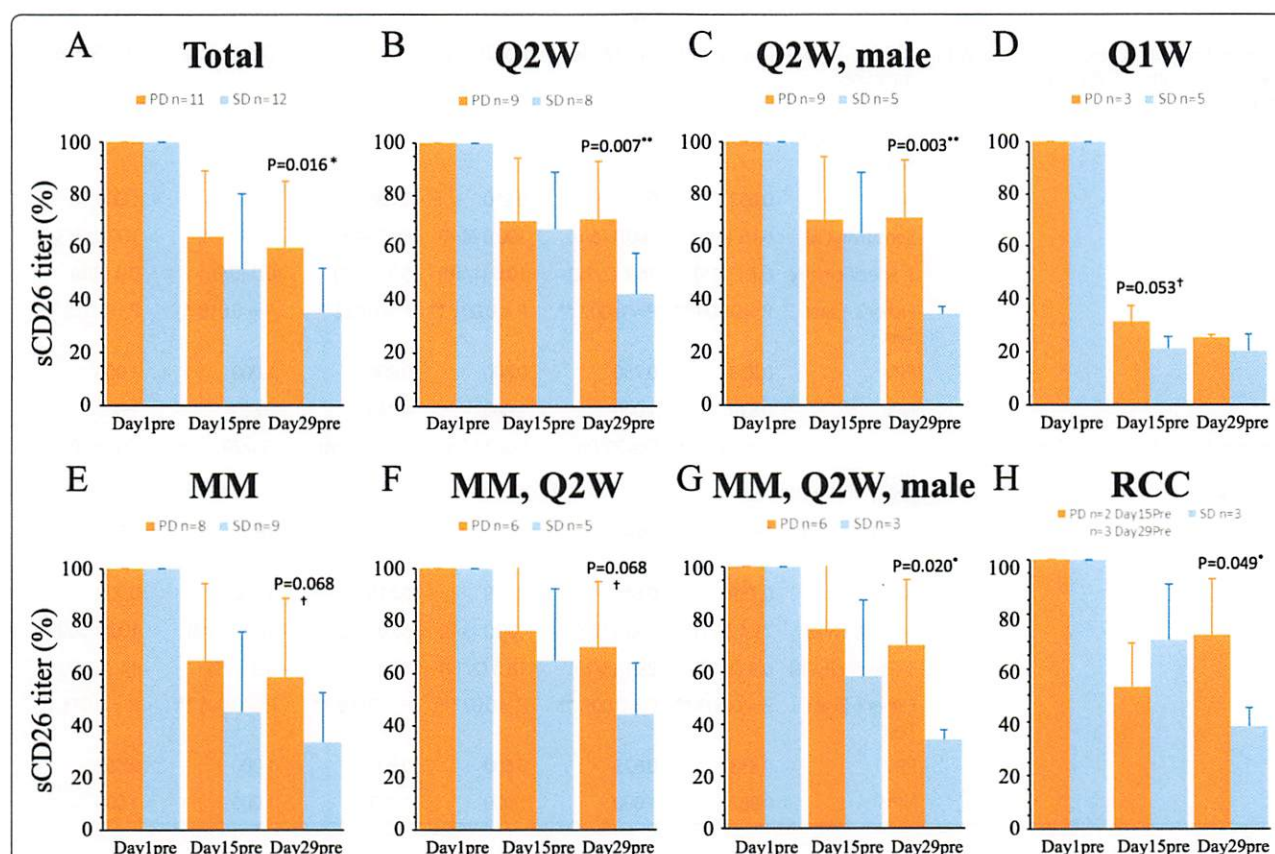 A Total
PD n=11 SD n=12
sCD26 titer (%)
100
80
60
40
20
0
P=0.016 *
Day1pre Day15pre Day29pre
B Q2W
PD n=9 SD n=8
100
80
60
40
20
0
P=0.007**
Day1pre Day15pre Day29pre
C Q2W, male
PD n=9 SD n=5
100
80
60
40
20
0
P=0.003**
Day1pre Day15pre Day29pre
D Q1W
PD n=3 SD n=5
100
80
60
40
20
0
P=0.053†
Day1pre Day15pre Day29pre
E MM
PD n=8 SD n=9
sCD26 titer (%)
100
80
60
40
20
0
P=0.068
†
Day1pre Day15pre Day29pre
F MM, Q2W
PD n=6 SD n=5
100
80
60
40
20
0
P=0.068
†
Day1pre Day15pre Day29pre
G MM, Q2W, male
PD n=6 SD n=3
100
80
60
40
20
0
P=0.020*
Day1pre Day15pre Day29pre
H RCC
PD n=2 Day15Pre SD n=3
n=3 Day29Pre
100
80
60
40
20
0
P=0.049*
Day1pre Day15pre Day29pre